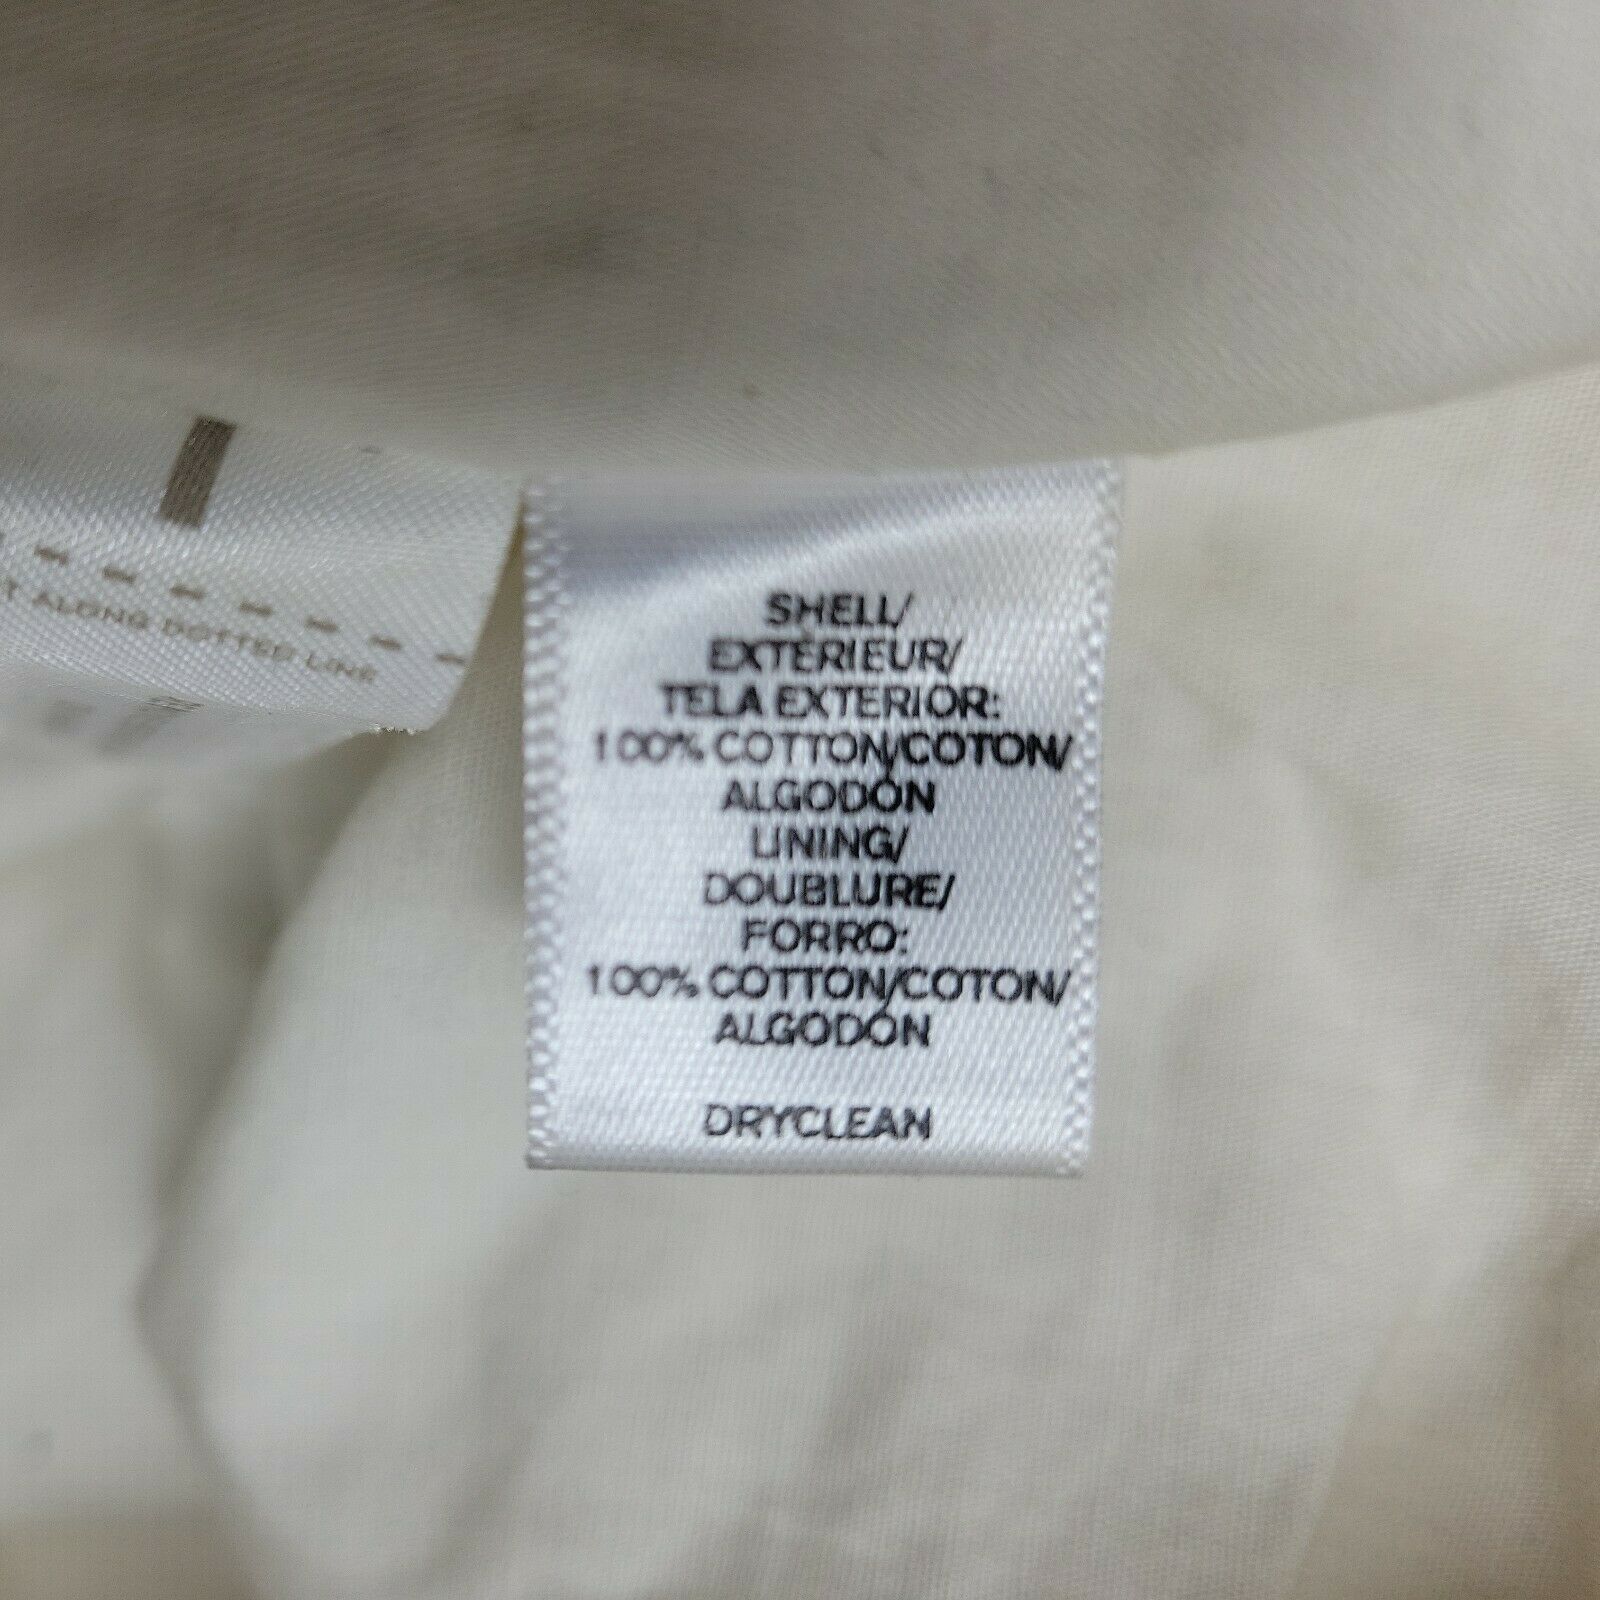 T ALONG DOTTED LINE
SHELL/
EXTÉRIEUR/
TELA EXTERIOR:
100% COTTON/COTON/
ALGODÓN
LINING/
DOUBLURE/
FORRO:
100% COTTON/COTON/
ALGODÓN
DRYCLEAN